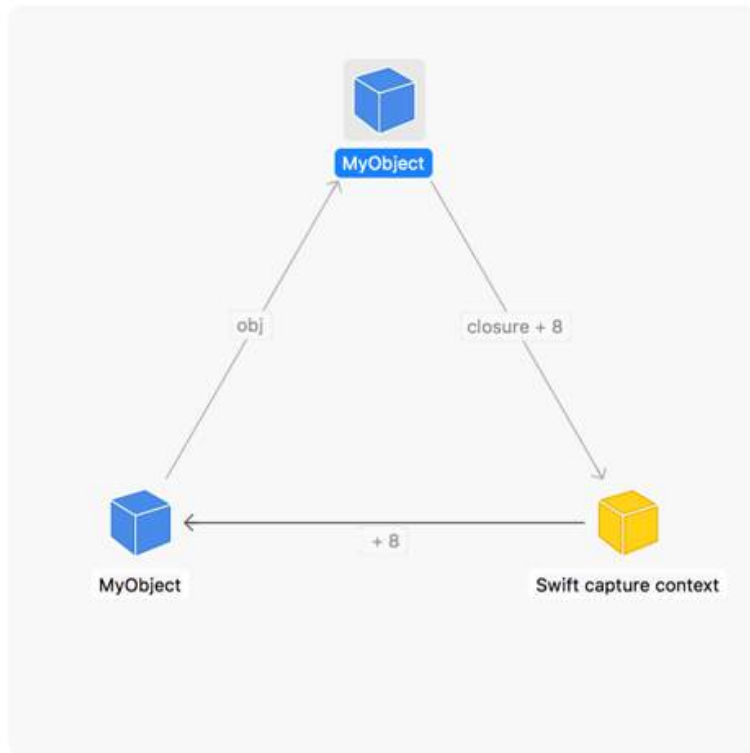 MyObject
obj
closure + 8
+ 8
MyObject
Swift capture context